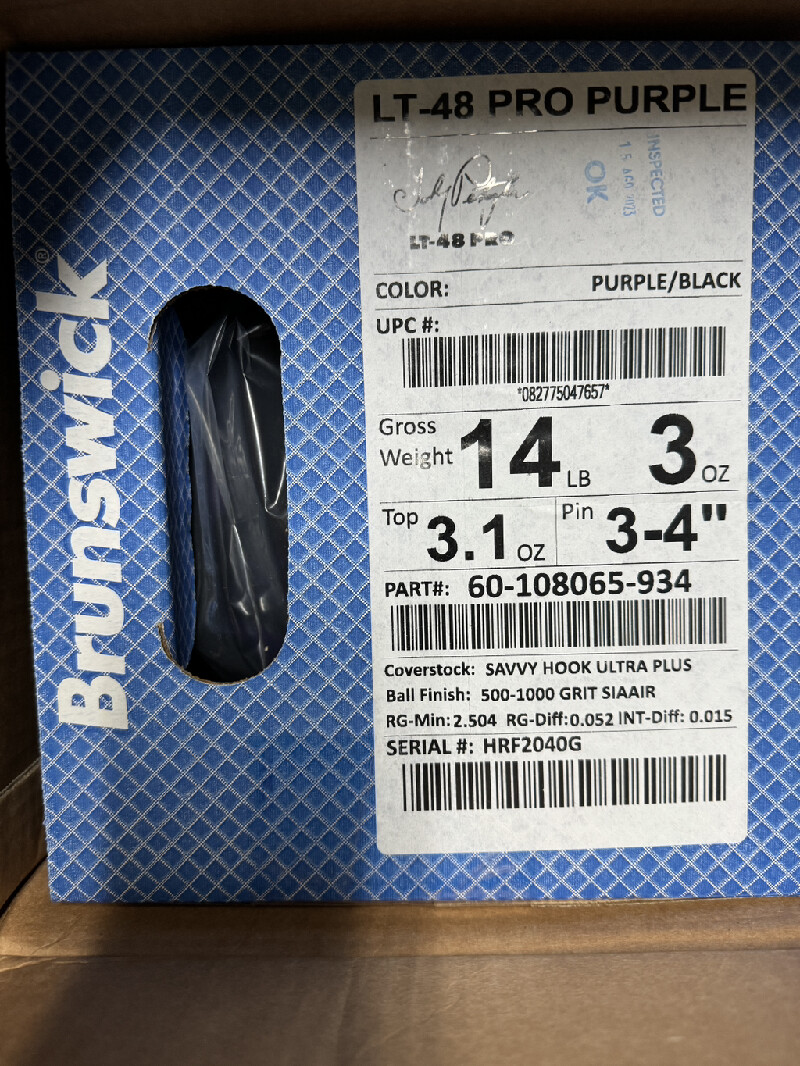 Brunswick®
LT-48 PRO PURPLE
LT-48 PRO
INSPECTED
OK
COLOR: PURPLE/BLACK
UPC #:
*082775047657*
Gross Weight 14 LB 3 OZ
Top 3.1 OZ Pin 3-4"
PART#: 60-108065-934
Coverstock: SAVVY HOOK ULTRA PLUS
Ball Finish: 500-1000 GRIT SIAAIR
RG-Min: 2.504 RG-Diff: 0.052 INT-Diff: 0.015
SERIAL #: HRF2040G